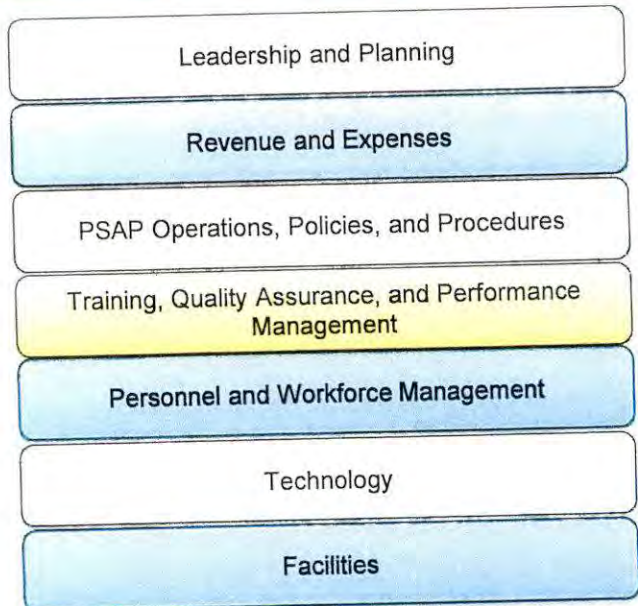 Leadership and Planning
Revenue and Expenses
PSAP Operations, Policies, and Procedures
Training, Quality Assurance, and Performance
Management
Personnel and Workforce Management
Technology
Facilities